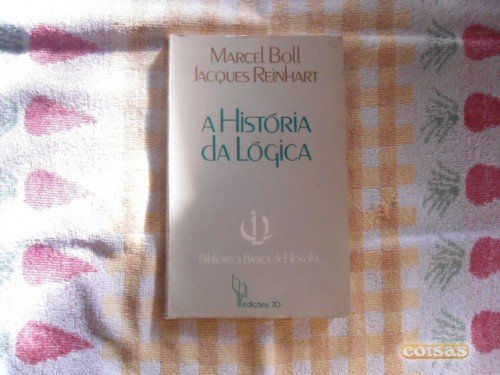 MARCEL BOLL
JACQUES REINHART
A HISTÓRIA
DA LÓGICA
BIBLIOTECA BÁSICA DE FILOSOFIA
edições 70
coisas